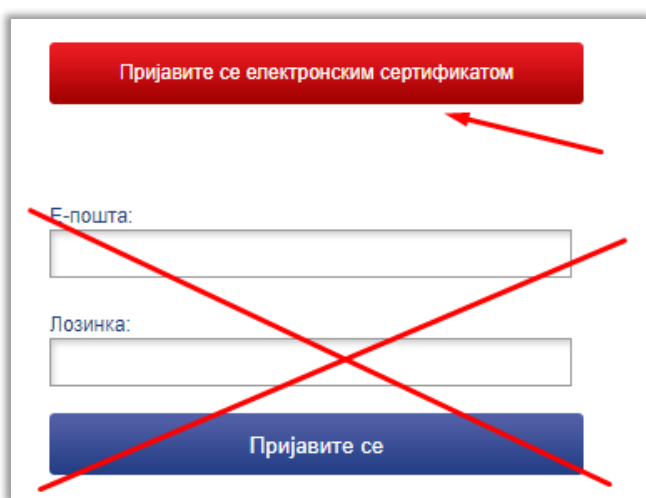 Пријавите се електронским сертификатом
Е-пошта:
Лозинка:
Пријавите се